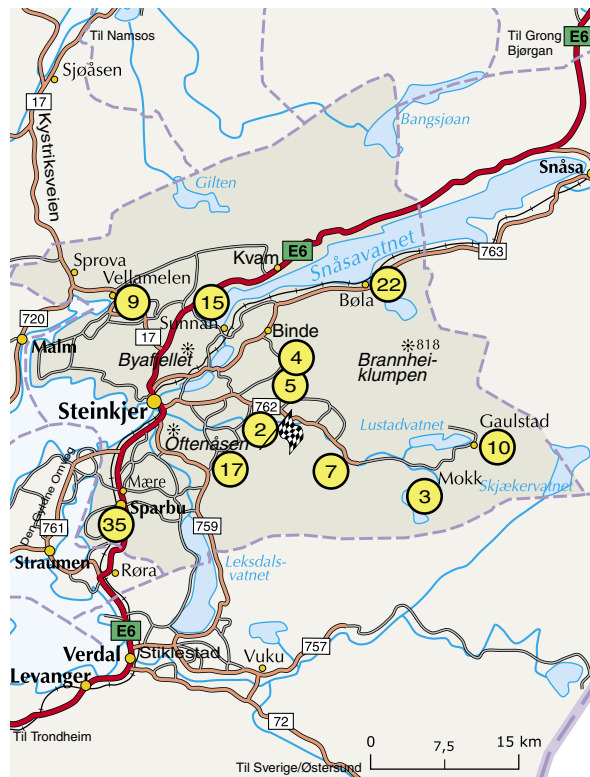 Til Namsos
Til Grong
Bjørgan
E6
Sjøåsen
17
Kystriksveien
Bangsjøan
Gilten
Snåsa
Sprova
Kvam
E6
Snåsavatnet
763
Vellamelen
9
15
22
Bøla
720
17
Sunnan
Binde
Malm
Byafjellet
4
818
Brannhei-
klumpen
5
Steinkjer
762
2
Oftenåsen
Lustadvatnet
Gaulstad
10
17
7
Mokk
Skjækervatnet
3
Den Gyldne Omveg
Mære
Sparbu
35
761
759
Straumen
Røra
Leksdals-
vatnet
E6
Verdal
Stiklestad
Vuku
757
Levanger
72
Til Trondheim
0
7,5
15 km
Til Sverige/Østersund